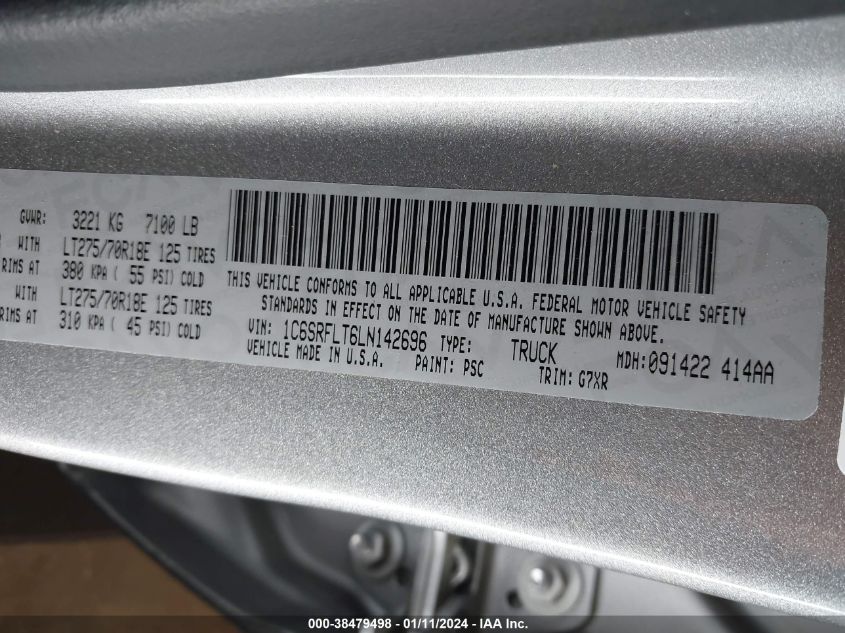 GVWR: 3221 KG 7100 LB
WITH LT275/70R18E 125 TIRES
RIMS AT 380 KPA ( 55 PSI) COLD
WITH LT275/70R18E 125 TIRES
RIMS AT 310 KPA ( 45 PSI) COLD
THIS VEHICLE CONFORMS TO ALL APPLICABLE U.S.A. FEDERAL MOTOR VEHICLE SAFETY
STANDARDS IN EFFECT ON THE DATE OF MANUFACTURE SHOWN ABOVE.
VIN: 1C6SRFLT6LN142696 TYPE: TRUCK MDH:091422 414AA
VEHICLE MADE IN U.S.A. PAINT: PSC TRIM: G7XR
000-38479498 - 01/11/2024 - IAA Inc.